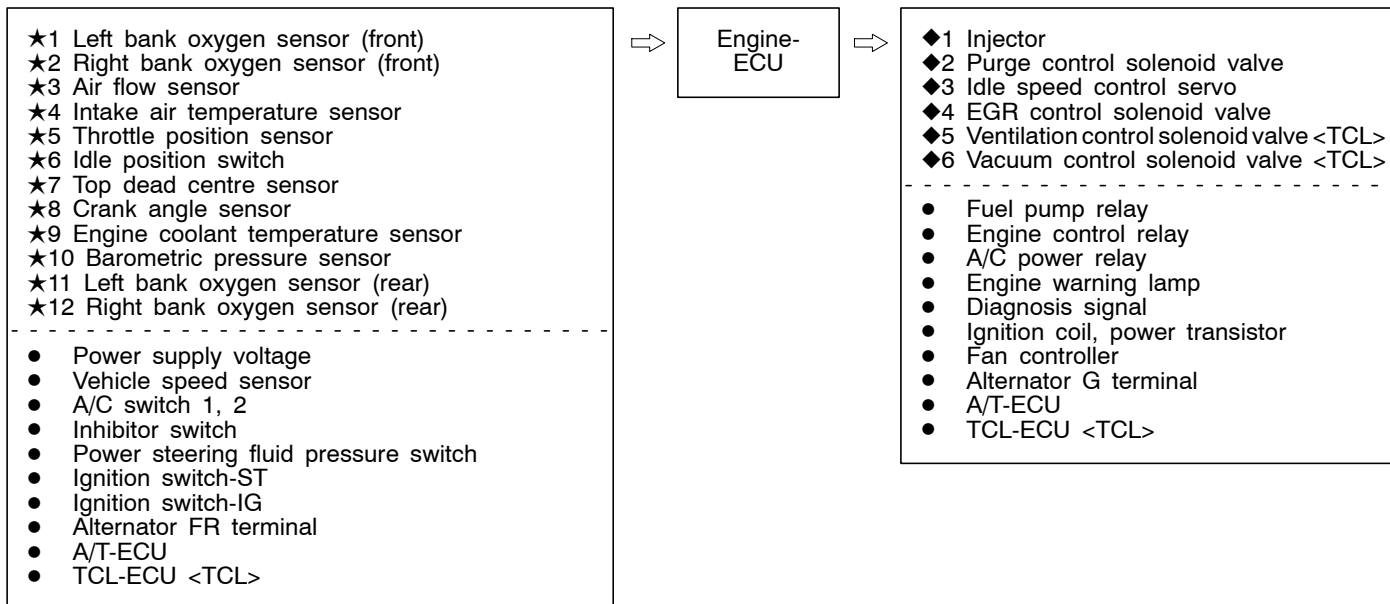 ★1 Left bank oxygen sensor (front)
★2 Right bank oxygen sensor (front)
★3 Air flow sensor
★4 Intake air temperature sensor
★5 Throttle position sensor
★6 Idle position switch
★7 Top dead centre sensor
★8 Crank angle sensor
★9 Engine coolant temperature sensor
★10 Barometric pressure sensor
★11 Left bank oxygen sensor (rear)
★12 Right bank oxygen sensor (rear)
● Power supply voltage
● Vehicle speed sensor
● A/C switch 1, 2
● Inhibitor switch
● Power steering fluid pressure switch
● Ignition switch-ST
● Ignition switch-IG
● Alternator FR terminal
● A/T-ECU
● TCL-ECU <TCL>
Engine-
ECU
◆1 Injector
◆2 Purge control solenoid valve
◆3 Idle speed control servo
◆4 EGR control solenoid valve
◆5 Ventilation control solenoid valve <TCL>
◆6 Vacuum control solenoid valve <TCL>
● Fuel pump relay
● Engine control relay
● A/C power relay
● Engine warning lamp
● Diagnosis signal
● Ignition coil, power transistor
● Fan controller
● Alternator G terminal
● A/T-ECU
● TCL-ECU <TCL>